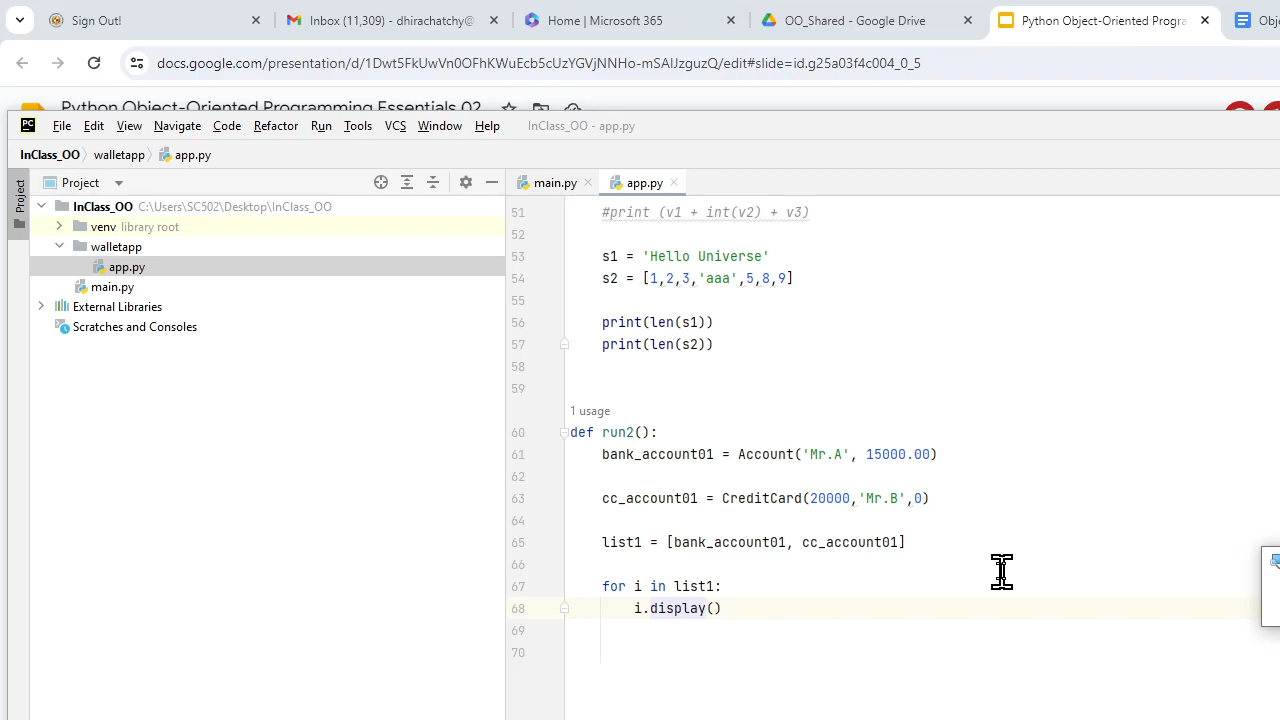 Sign Out!
Inbox (11,309) - dhirachatchy@
Home | Microsoft 365
OO_Shared - Google Drive
Python Object-Oriented Progra
docs.google.com/presentation/d/1Dwt5FkUwVn0OFhKWuEcb5cUzYGVjNNHo-mSAlJzguzQ/edit#slide=id.g25a03f4c004_0_5
Python Object-Oriented Programming Essentials 02
PC File Edit View Navigate Code Refactor Run Tools VCS Window Help InClass_OO - app.py
InClass_OO walletapp app.py
Project
Project
main.py
app.py
InClass_OO C:\Users\SC502\Desktop\InClass_OO
venv library root
walletapp
app.py
main.py
External Libraries
Scratches and Consoles
51 #print (v1 + int(v2) + v3)
52
53 s1 = 'Hello Universe'
54 s2 = [1,2,3,'aaa',5,8,9]
55
56 print(len(s1))
57 print(len(s2))
58
59
1 usage
60 def run2():
61 bank_account01 = Account('Mr.A', 15000.00)
62
63 cc_account01 = CreditCard(20000,'Mr.B',0)
64
65 list1 = [bank_account01, cc_account01]
66
67 for i in list1:
68 i.display()
69
70